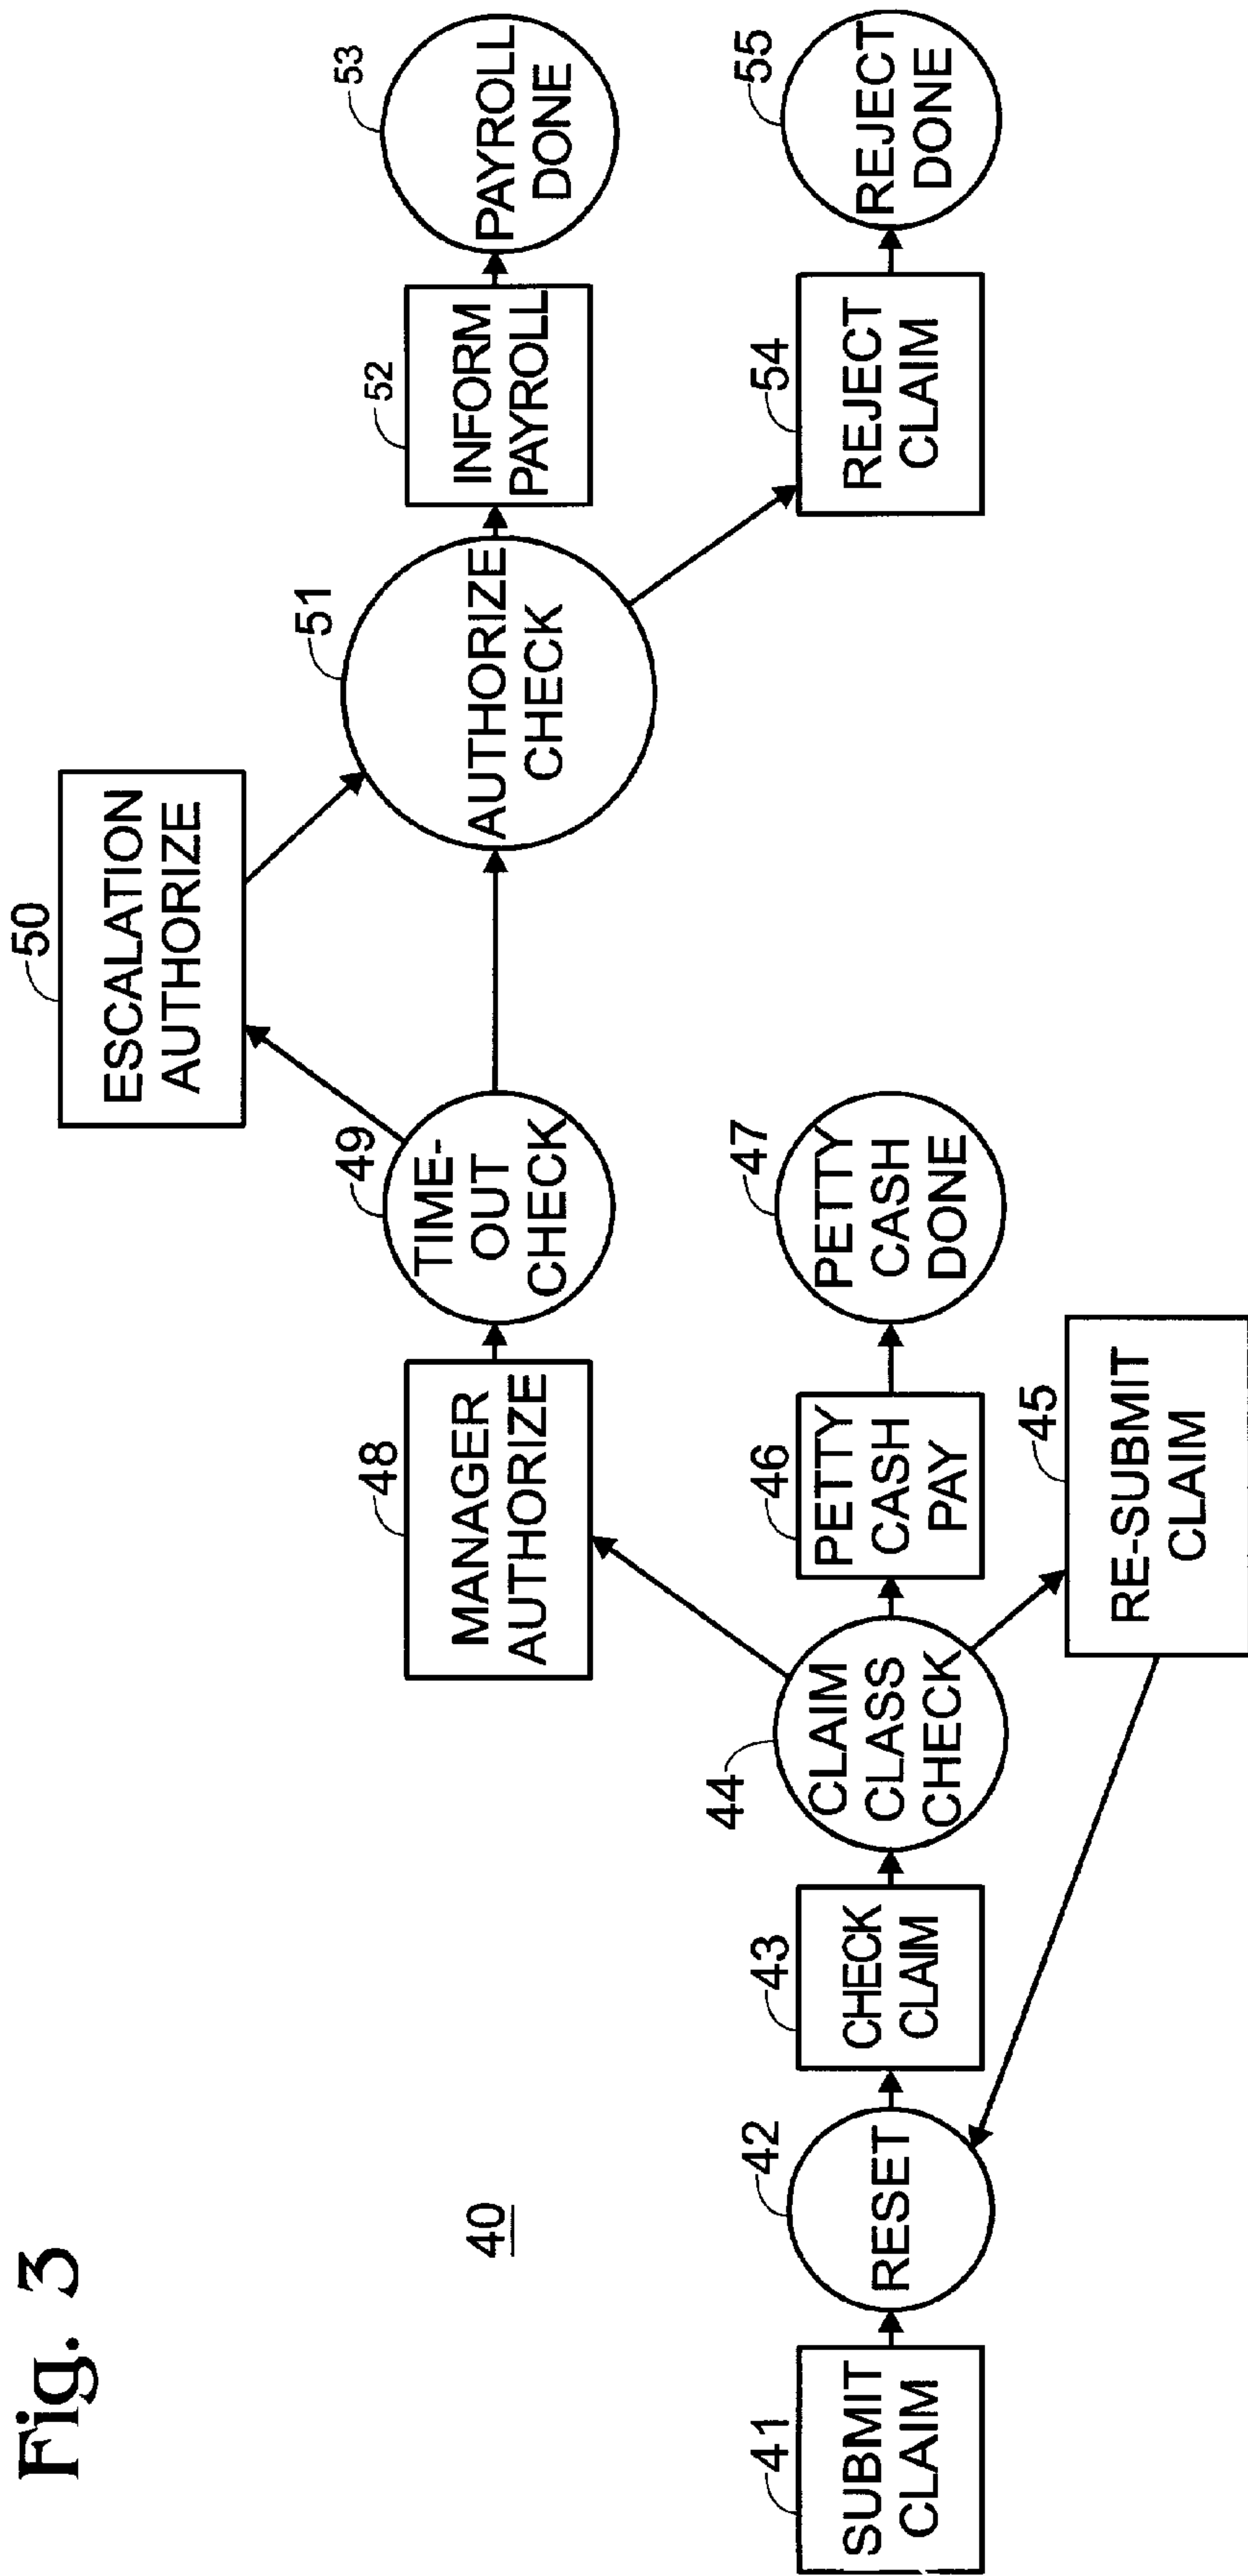 Fig. 3
40
41
SUBMIT
CLAIM
42
RESET
43
CHECK
CLAIM
44
CLAIM
CLASS
CHECK
45
RE-SUBMIT
CLAIM
46
PETTY
CASH
PAY
47
PETTY
CASH
DONE
48
MANAGER
AUTHORIZE
49
TIME-
OUT
CHECK
50
ESCALATION
AUTHORIZE
51
AUTHORIZE
CHECK
52
INFORM
PAYROLL
53
PAYROLL
DONE
54
REJECT
CLAIM
55
REJECT
DONE